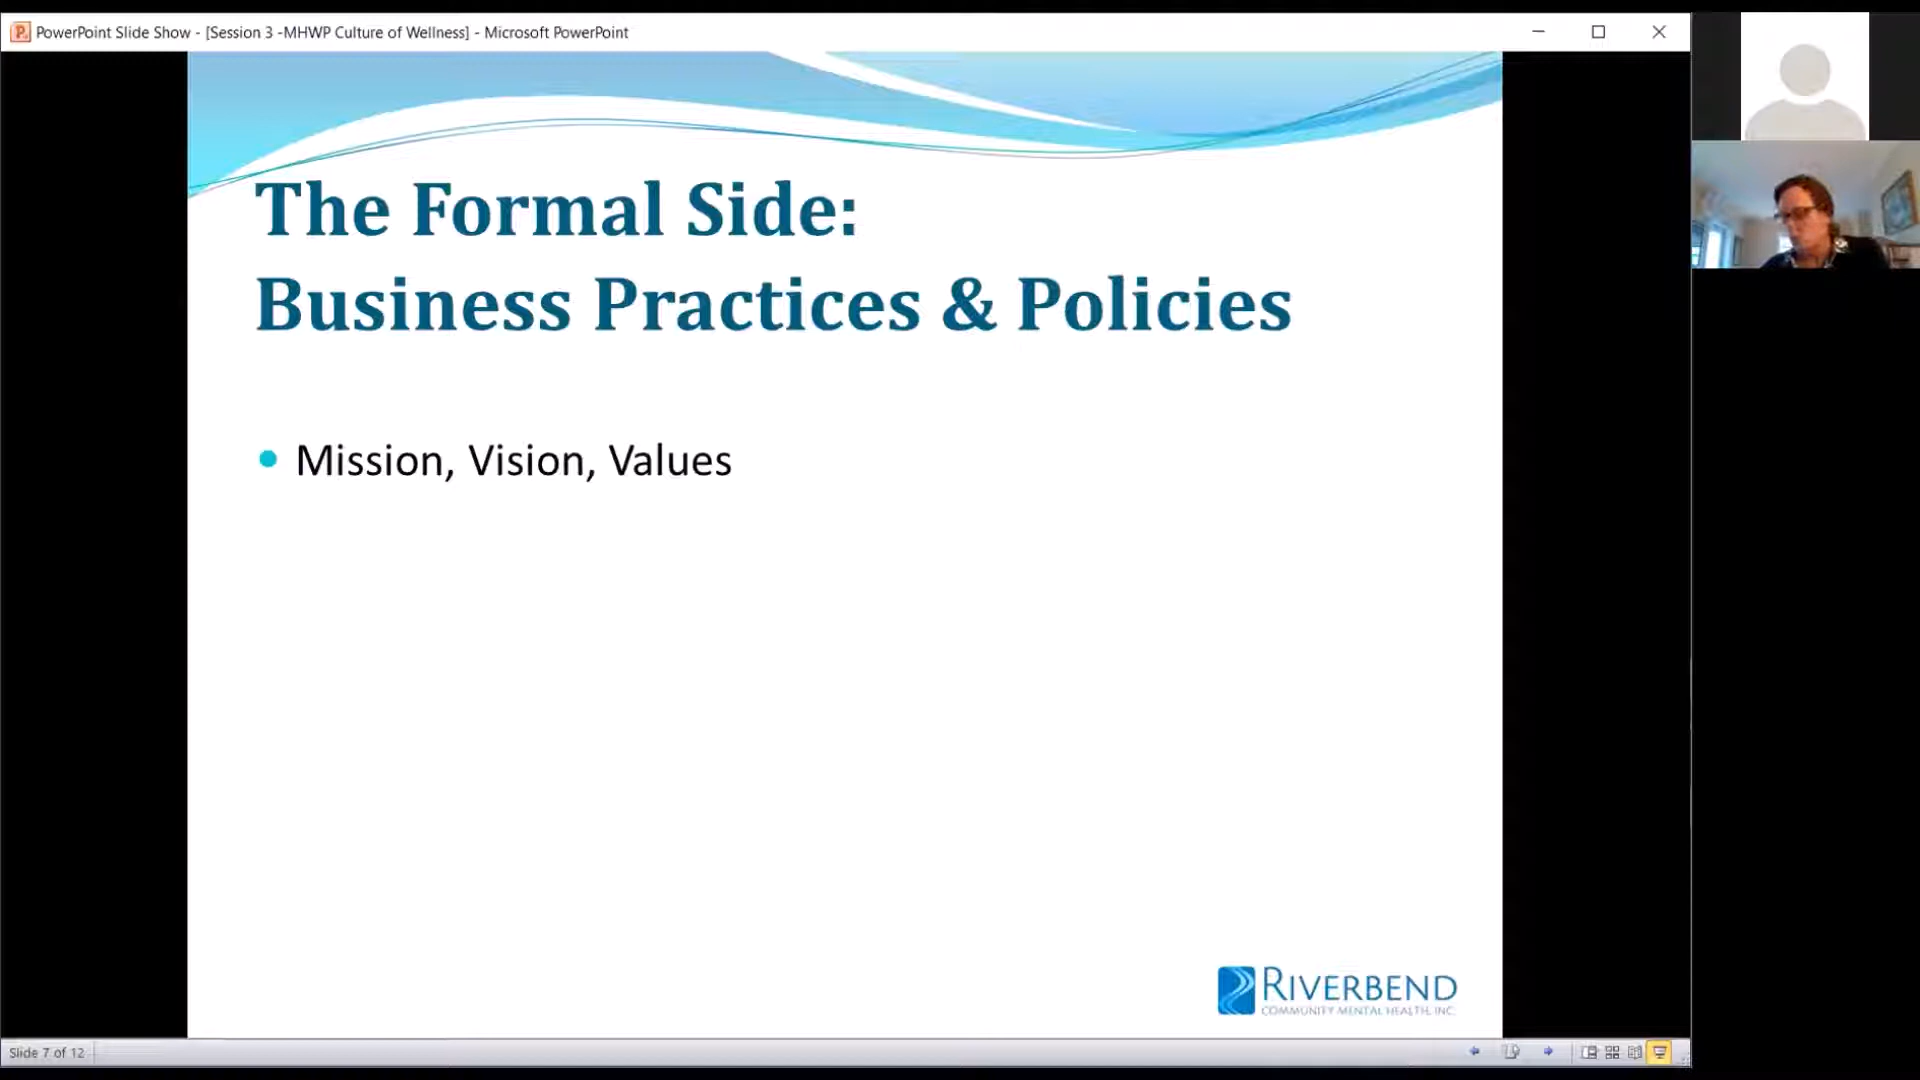 PowerPoint Slide Show - [Session 3 -MHWP Culture of Wellness] - Microsoft PowerPoint
The Formal Side:
Business Practices & Policies
Mission, Vision, Values
RIVERBEND
COMMUNITY MENTAL HEALTH, INC.
Slide 7 of 12